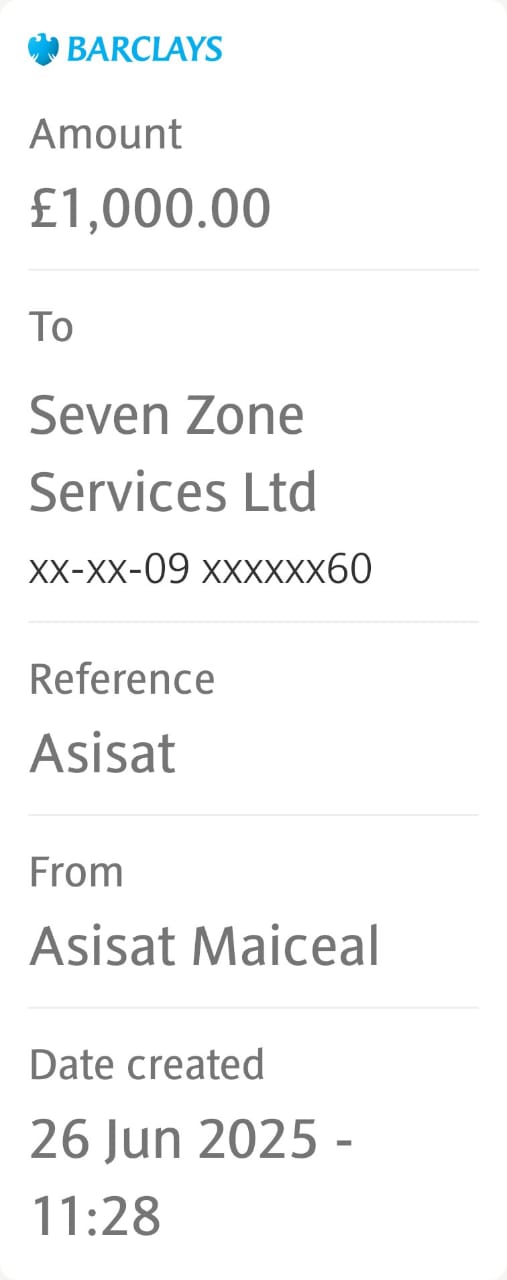 BARCLAYS
Amount
£1,000.00
To
Seven Zone
Services Ltd
xx-xx-09 xxxxxx60
Reference
Asisat
From
Asisat Maiceal
Date created
26 Jun 2025 -
11:28